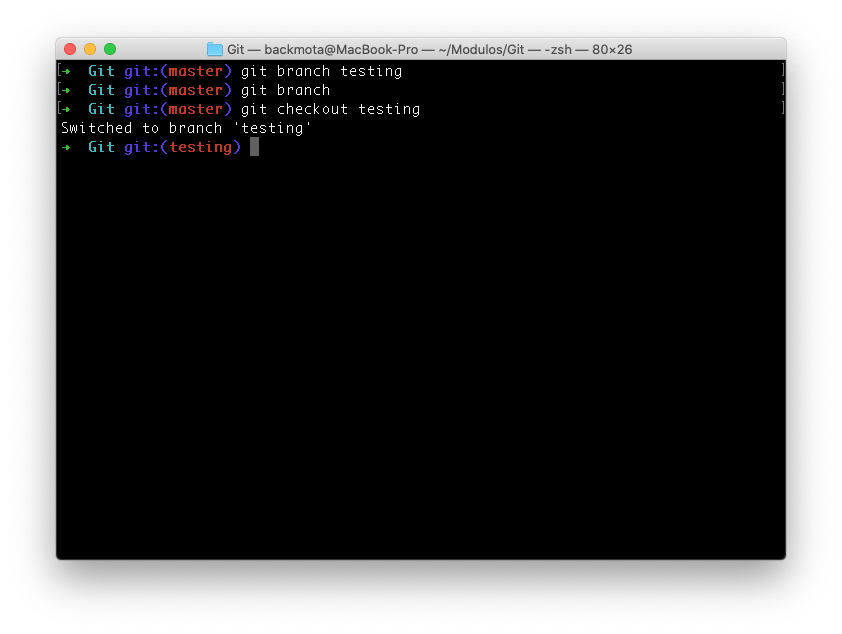 Git — backmota@MacBook-Pro — ~/Modulos/Git — -zsh — 80×26
[➜  Git git:(master) git branch testing ]
[➜  Git git:(master) git branch ]
[➜  Git git:(master) git checkout testing ]
Switched to branch 'testing'
➜  Git git:(testing)